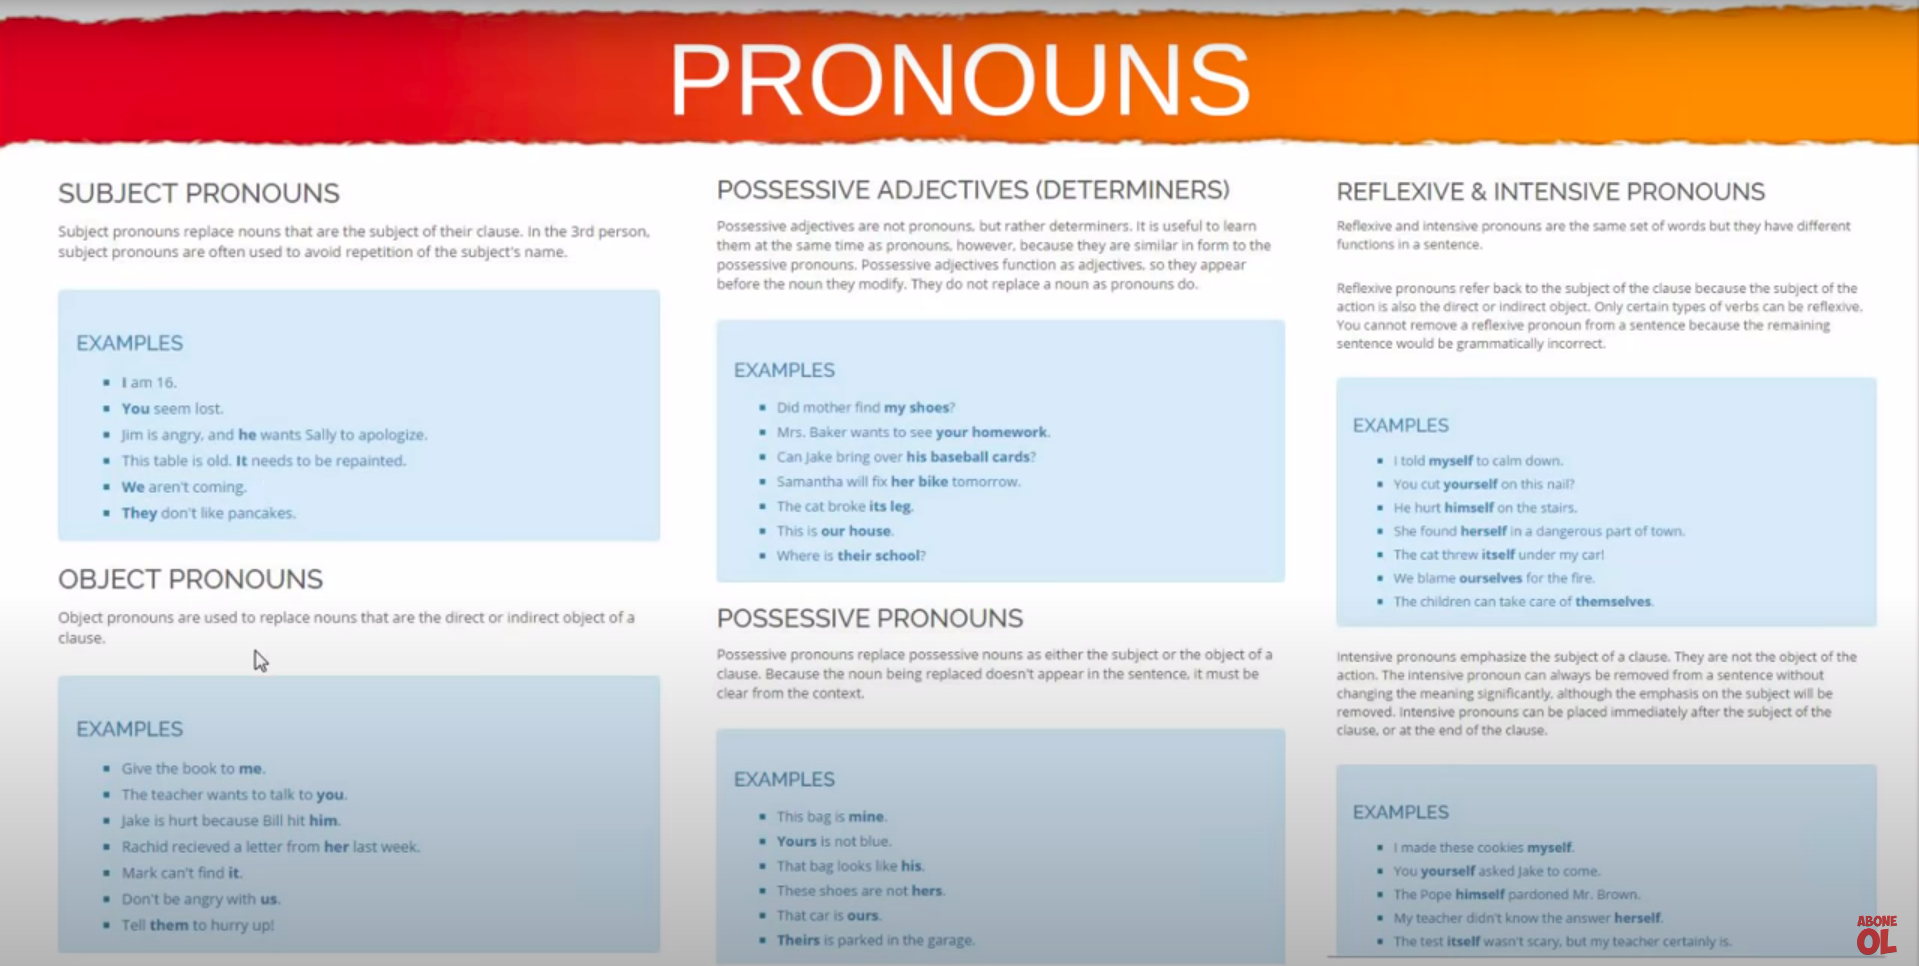 PRONOUNS
SUBJECT PRONOUNS
Subject pronouns replace nouns that are the subject of their clause. In the 3rd person,
subject pronouns are often used to avoid repetition of the subject's name.
EXAMPLES
I am 16.
You seem lost.
Jim is angry, and he wants Sally to apologize.
This table is old. It needs to be repainted.
We aren't coming.
They don't like pancakes.
OBJECT PRONOUNS
Object pronouns are used to replace nouns that are the direct or indirect object of a
clause.
EXAMPLES
Give the book to me.
The teacher wants to talk to you.
Jake is hurt because Bill hit him.
Rachid recieved a letter from her last week.
Mark can't find it.
Don't be angry with us.
Tell them to hurry up!
POSSESSIVE ADJECTIVES (DETERMINERS)
Possessive adjectives are not pronouns, but rather determiners. It is useful to learn
them at the same time as pronouns, however, because they are similar in form to the
possessive pronouns. Possessive adjectives function as adjectives, so they appear
before the noun they modify. They do not replace a noun as pronouns do.
EXAMPLES
Did mother find my shoes?
Mrs. Baker wants to see your homework.
Can Jake bring over his baseball cards?
Samantha will fix her bike tomorrow.
The cat broke its leg.
This is our house.
Where is their school?
POSSESSIVE PRONOUNS
Possessive pronouns replace possessive nouns as either the subject or the object of a
clause. Because the noun being replaced doesn't appear in the sentence, it must be
clear from the context.
EXAMPLES
This bag is mine.
Yours is not blue.
That bag looks like his.
These shoes are not hers.
That car is ours.
Theirs is parked in the garage.
REFLEXIVE & INTENSIVE PRONOUNS
Reflexive and intensive pronouns are the same set of words but they have different
functions in a sentence.
Reflexive pronouns refer back to the subject of the clause because the subject of the
action is also the direct or indirect object. Only certain types of verbs can be reflexive.
You cannot remove a reflexive pronoun from a sentence because the remaining
sentence would be grammatically incorrect.
EXAMPLES
I told myself to calm down.
You cut yourself on this nail?
He hurt himself on the stairs.
She found herself in a dangerous part of town.
The cat threw itself under my car!
We blame ourselves for the fire.
The children can take care of themselves.
Intensive pronouns emphasize the subject of a clause. They are not the object of the
action. The intensive pronoun can always be removed from a sentence without
changing the meaning significantly, although the emphasis on the subject will be
removed. Intensive pronouns can be placed immediately after the subject of the
clause, or at the end of the clause.
EXAMPLES
I made these cookies myself.
You yourself asked Jake to come.
The Pope himself pardoned Mr. Brown.
My teacher didn't know the answer herself.
The test itself wasn't scary, but my teacher certainly is.
ABONE
OL